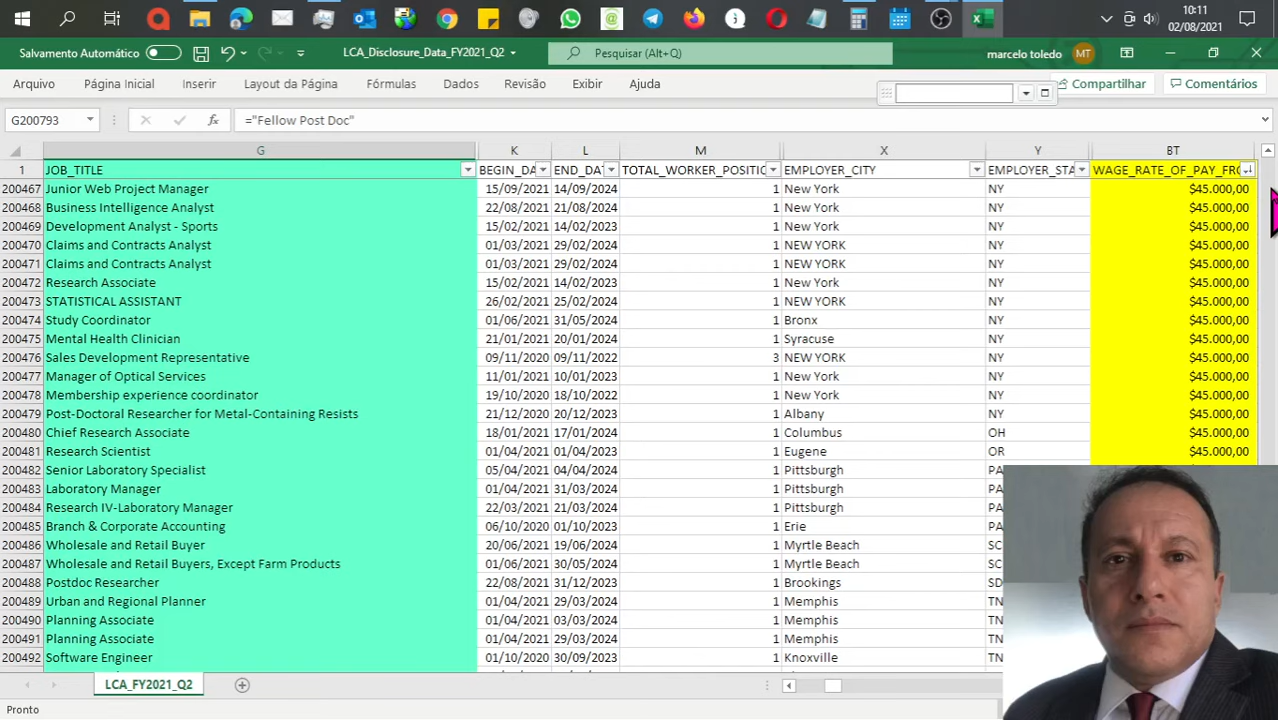 10:11
02/08/2021
Salvamento Automático LCA_Disclosure_Data_FY2021_Q2 Pesquisar (Alt+Q) marcelo toledo MT
Arquivo Página Inicial Inserir Layout da Página Fórmulas Dados Revisão Exibir Ajuda Compartilhar Comentários
G200793 fx ="Fellow Post Doc"
G K L M X Y BT
1 JOB_TITLE BEGIN_DA END_DAT TOTAL_WORKER_POSITIO EMPLOYER_CITY EMPLOYER_STA WAGE_RATE_OF_PAY_FRO
200467 Junior Web Project Manager 15/09/2021 14/09/2024 1 New York NY $45.000,00
200468 Business Intelligence Analyst 22/08/2021 21/08/2024 1 New York NY $45.000,00
200469 Development Analyst - Sports 15/02/2021 14/02/2023 1 New York NY $45.000,00
200470 Claims and Contracts Analyst 01/03/2021 29/02/2024 1 NEW YORK NY $45.000,00
200471 Claims and Contracts Analyst 01/03/2021 29/02/2024 1 NEW YORK NY $45.000,00
200472 Research Associate 15/02/2021 14/02/2023 1 New York NY $45.000,00
200473 STATISTICAL ASSISTANT 26/02/2021 25/02/2024 1 NEW YORK NY $45.000,00
200474 Study Coordinator 01/06/2021 31/05/2024 1 Bronx NY $45.000,00
200475 Mental Health Clinician 21/01/2021 20/01/2024 1 Syracuse NY $45.000,00
200476 Sales Development Representative 09/11/2020 09/11/2022 3 NEW YORK NY $45.000,00
200477 Manager of Optical Services 11/01/2021 10/01/2023 1 New York NY $45.000,00
200478 Membership experience coordinator 19/10/2020 18/10/2022 1 New York NY $45.000,00
200479 Post-Doctoral Researcher for Metal-Containing Resists 21/12/2020 20/12/2023 1 Albany NY $45.000,00
200480 Chief Research Associate 18/01/2021 17/01/2024 1 Columbus OH $45.000,00
200481 Research Scientist 01/04/2021 01/04/2023 1 Eugene OR $45.000,00
200482 Senior Laboratory Specialist 05/04/2021 04/04/2024 1 Pittsburgh PA
200483 Laboratory Manager 01/04/2021 31/03/2024 1 Pittsburgh PA
200484 Research IV-Laboratory Manager 22/03/2021 21/03/2024 1 Pittsburgh PA
200485 Branch & Corporate Accounting 06/10/2020 01/10/2023 1 Erie PA
200486 Wholesale and Retail Buyer 20/06/2021 19/06/2024 1 Myrtle Beach SC
200487 Wholesale and Retail Buyers, Except Farm Products 01/06/2021 30/05/2024 1 Myrtle Beach SC
200488 Postdoc Researcher 22/08/2021 31/12/2023 1 Brookings SD
200489 Urban and Regional Planner 01/04/2021 29/03/2024 1 Memphis TN
200490 Planning Associate 01/04/2021 03/03/2024 1 Memphis TN
200491 Planning Associate 01/04/2021 29/03/2024 1 Memphis TN
200492 Software Engineer 01/10/2020 30/09/2023 1 Knoxville TN
LCA_FY2021_Q2
Pronto